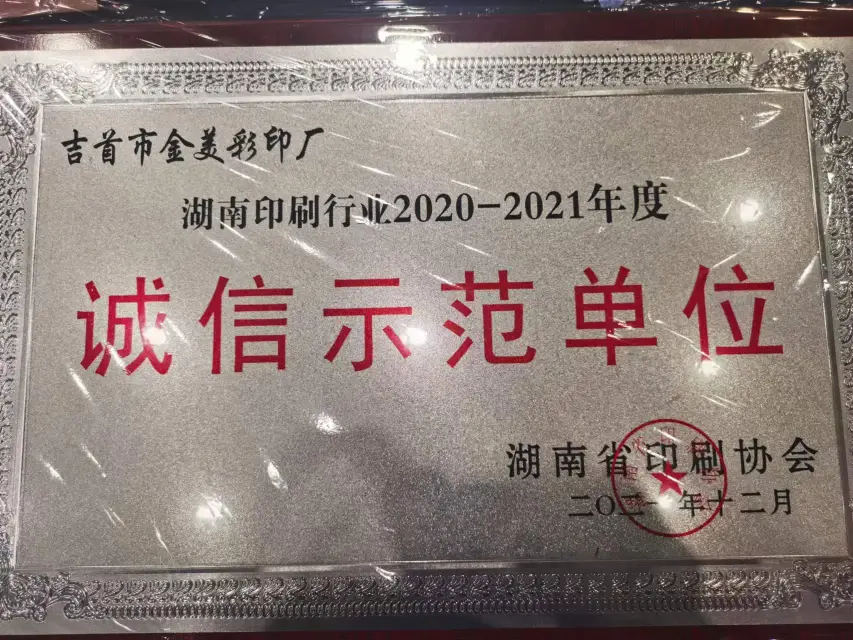 吉首市金美彩印厂
湖南印刷行业2020-2021年度
诚信示范单位
湖南省印刷协会
二〇二一年十二月